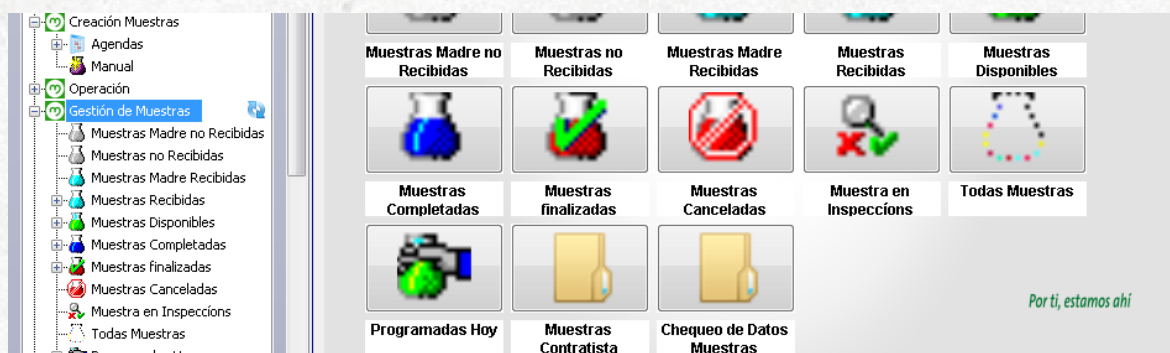 Creación Muestras
Agendas
Manual
Operación
Gestión de Muestras
Muestras Madre no Recibidas
Muestras no Recibidas
Muestras Madre Recibidas
Muestras Recibidas
Muestras Disponibles
Muestras Completadas
Muestras finalizadas
Muestras Canceladas
Muestra en Inspeccíons
Todas Muestras
Muestras Madre no
Recibidas
Muestras no
Recibidas
Muestras Madre
Recibidas
Muestras
Recibidas
Muestras
Disponibles
Muestras
Completadas
Muestras
finalizadas
Muestras
Canceladas
Muestra en
Inspeccíons
Todas Muestras
Programadas Hoy
Muestras
Contratista
Chequeo de Datos
Muestras
Por ti, estamos ahí